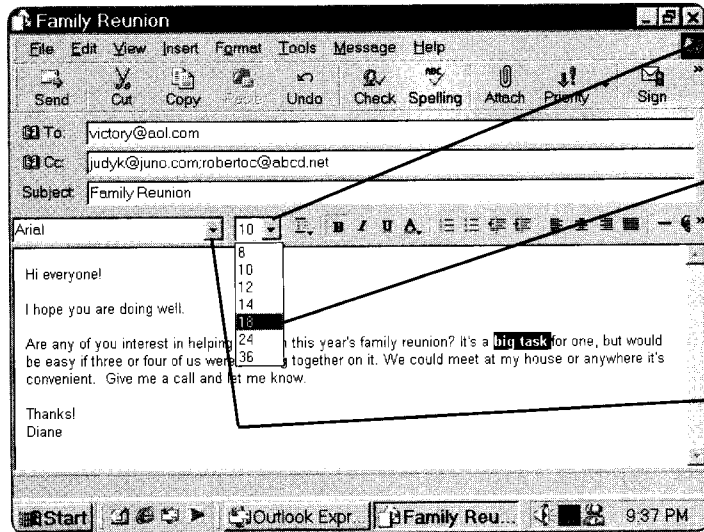 Family Reunion
File Edit View Insert Format Tools Message Help
Send Cut Copy Paste Undo Check Spelling Attach Priority Sign
ABC
To: victory@aol.com
Cc: judyk@juno.com;robertoc@abcd.net
Subject: Family Reunion
Arial 10 B I U A
8
10
12
14
18
24
36
Hi everyone!
I hope you are doing well.
Are any of you interest in helping this year's family reunion? It's a big task for one, but would
be easy if three or four of us were together on it. We could meet at my house or anywhere it's
convenient. Give me a call and let me know.
Thanks!
Diane
Start Outlook Expr... Family Reu... 9:37 PM